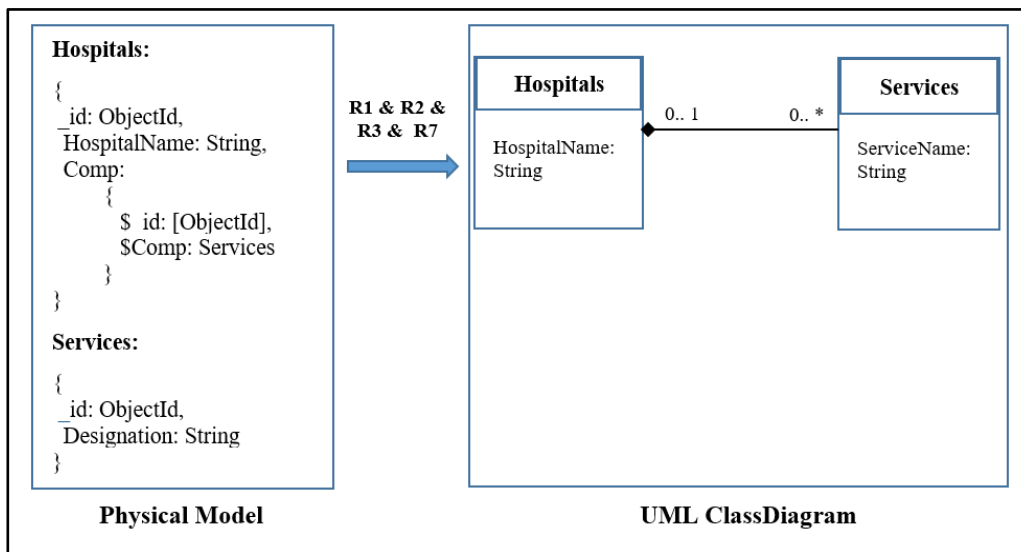 Hospitals:
{
_id: ObjectId,
HospitalName: String,
Comp:
{
$ id: [ObjectId],
$Comp: Services
}
}
Services:
{
_id: ObjectId,
Designation: String
}
Physical Model
R1 & R2 &
R3 & R7
Hospitals
HospitalName:
String
0.. 1
0.. *
Services
ServiceName:
String
UML ClassDiagram